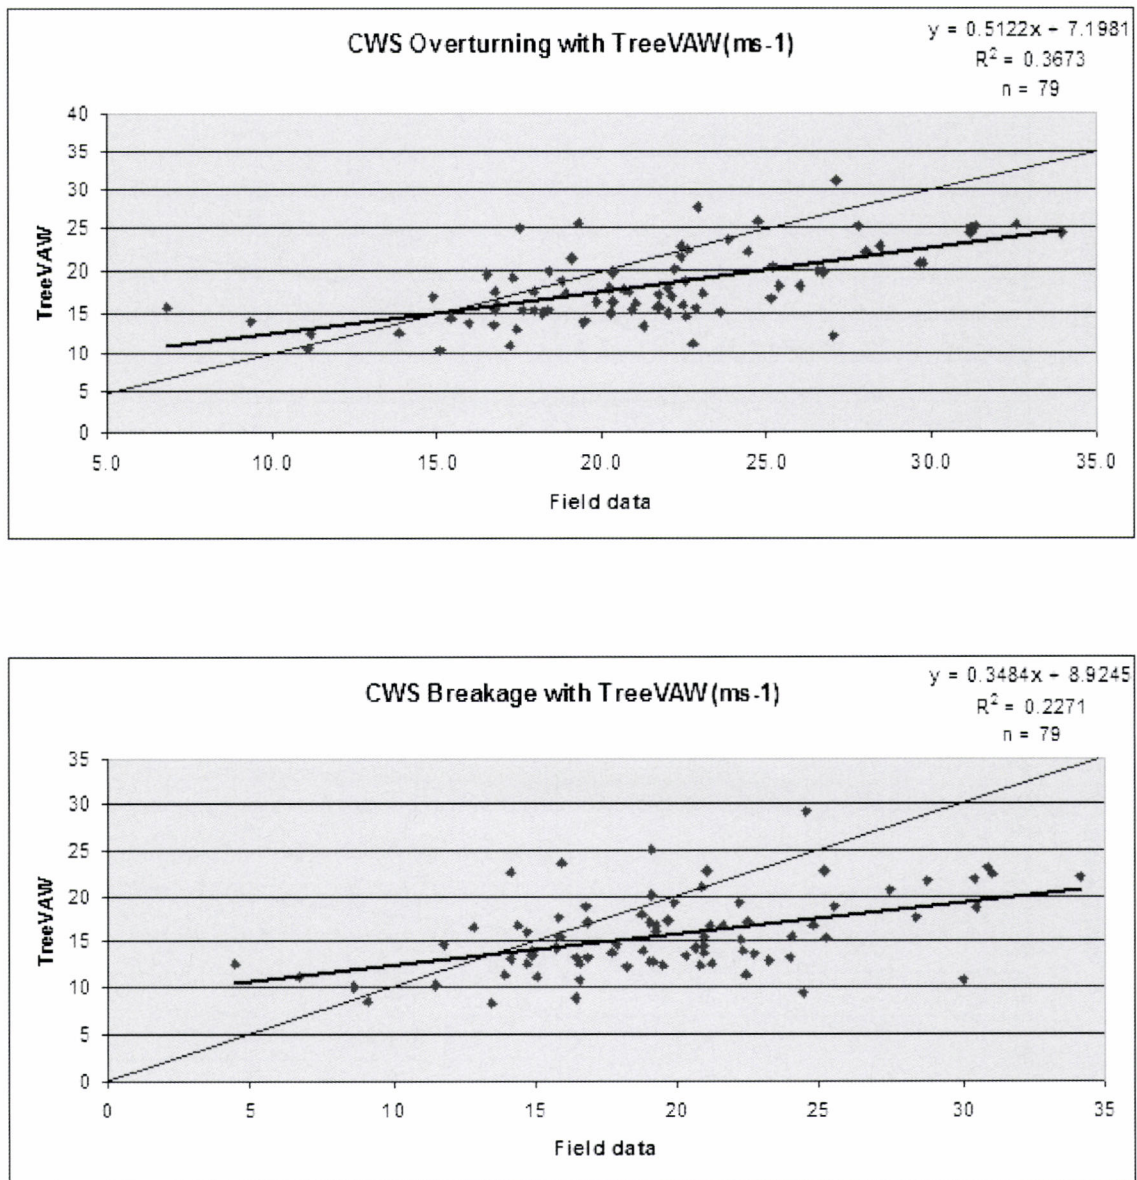 CWS Overturning with TreeVAW(ms-1)
y = 0.5122x + 7.1981
R² = 0.3673
n = 79
TreeVAW
40
35
30
25
20
15
10
5
0
5.0 10.0 15.0 20.0 25.0 30.0 35.0
Field data
CWS Breakage with TreeVAW(ms-1)
y = 0.3484x + 8.9245
R² = 0.2271
n = 79
TreeVAW
35
30
25
20
15
10
5
0
0 5 10 15 20 25 30 35
Field data